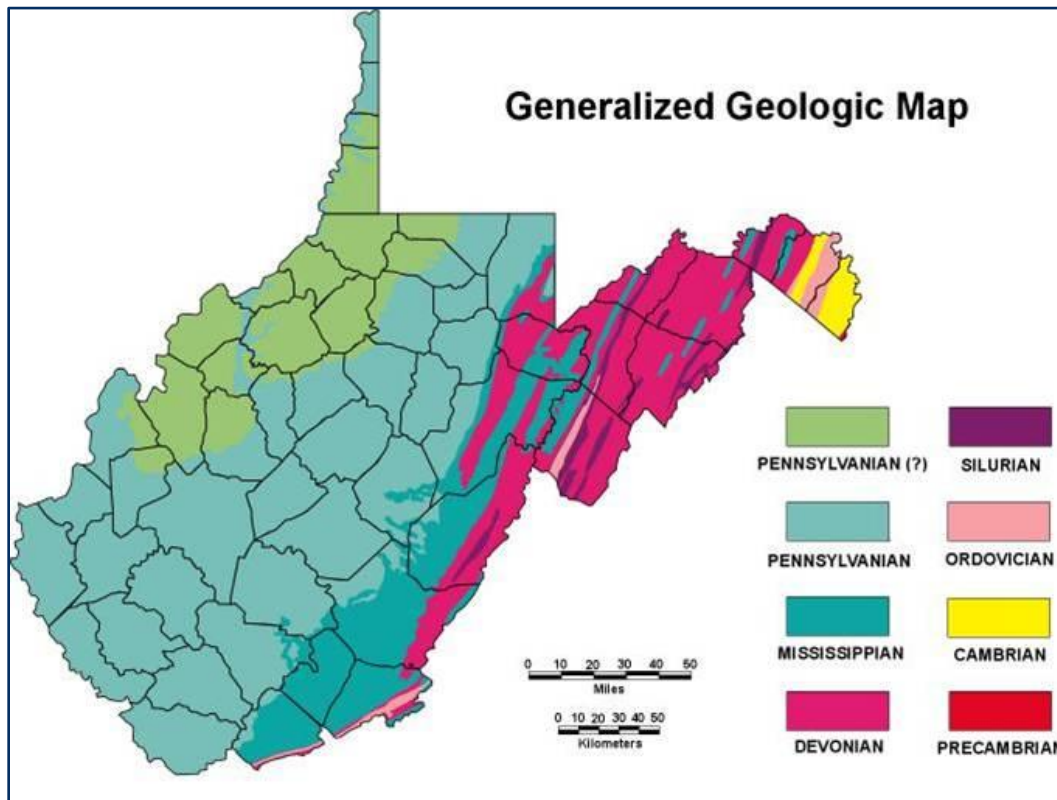 Generalized Geologic Map
PENNSYLVANIAN (?)
SILURIAN
PENNSYLVANIAN
ORDOVICIAN
MISSISSIPPIAN
CAMBRIAN
DEVONIAN
PRECAMBRIAN
0 10 20 30 40 50
Miles
0 10 20 30 40 50
Kilometers